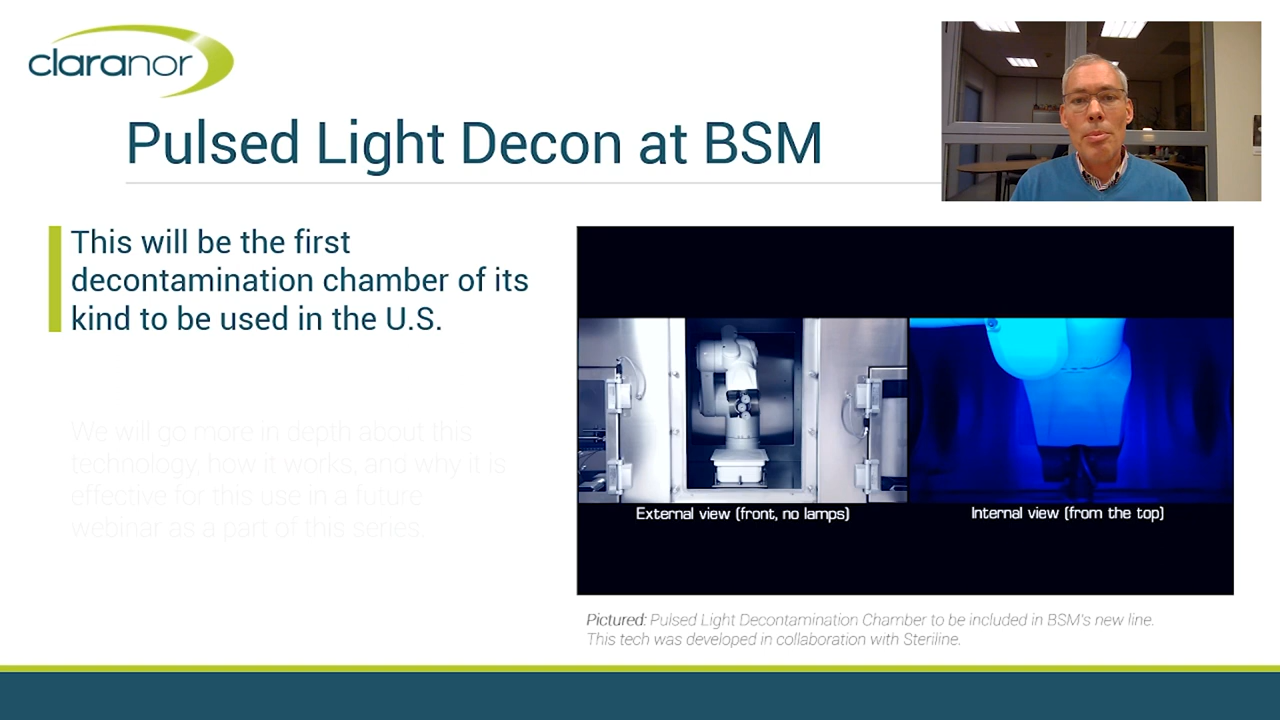 claranor
Pulsed Light Decon at BSM
This will be the first
decontamination chamber of its
kind to be used in the U.S.
We will go more in depth about this
technology, how it works, and why it is
effective for this use in a future
webinar as a part of this series.
External view (front, no lamps)
Internal view (from the top)
Pictured: Pulsed Light Decontamination Chamber to be included in BSM's new line.
This tech was developed in collaboration with Steriline.